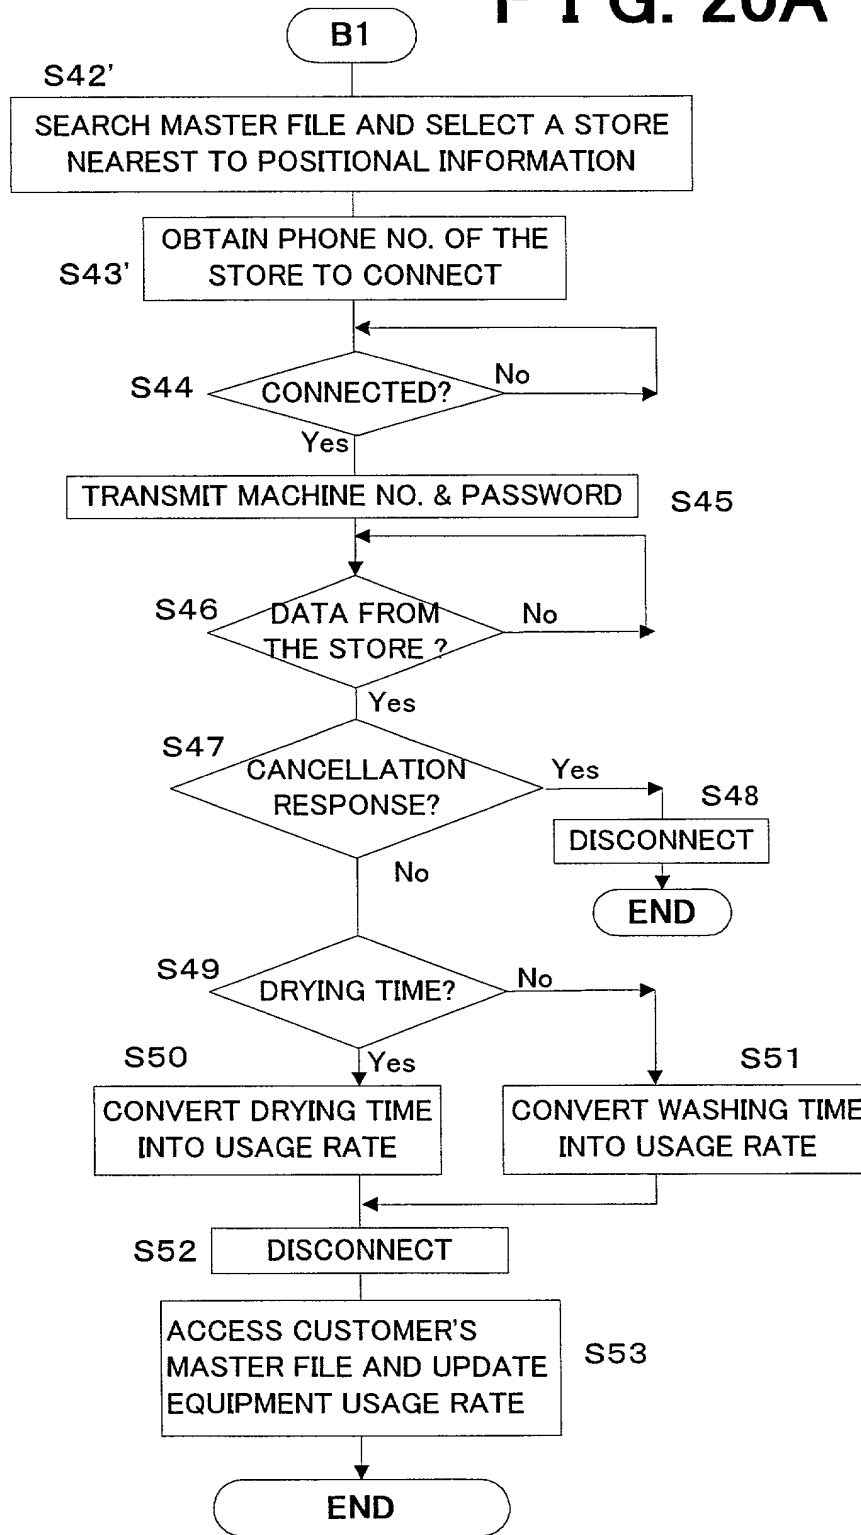 FIG. 20A
B1
S42'
SEARCH MASTER FILE AND SELECT A STORE
NEAREST TO POSITIONAL INFORMATION
OBTAIN PHONE NO. OF THE
STORE TO CONNECT
S43'
S44
CONNECTED?
No
Yes
TRANSMIT MACHINE NO. & PASSWORD
S45
S46
DATA FROM
THE STORE ?
No
Yes
S47
CANCELLATION
RESPONSE?
Yes
S48
DISCONNECT
END
No
S49
DRYING TIME?
No
Yes
S50
CONVERT DRYING TIME
INTO USAGE RATE
S51
CONVERT WASHING TIME
INTO USAGE RATE
S52
DISCONNECT
ACCESS CUSTOMER'S
MASTER FILE AND UPDATE
EQUIPMENT USAGE RATE
S53
END